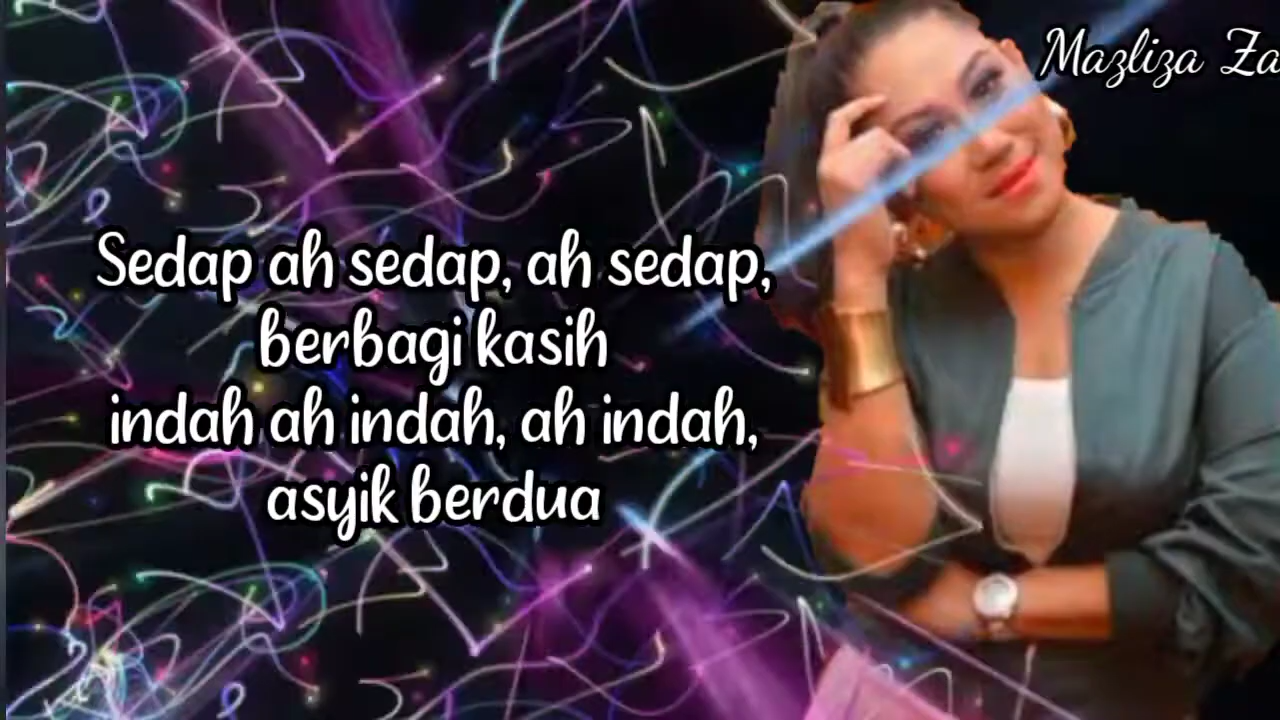 Mazliza Za
Sedap ah sedap, ah sedap,
berbagi kasih
indah ah indah, ah indah,
asyik berdua